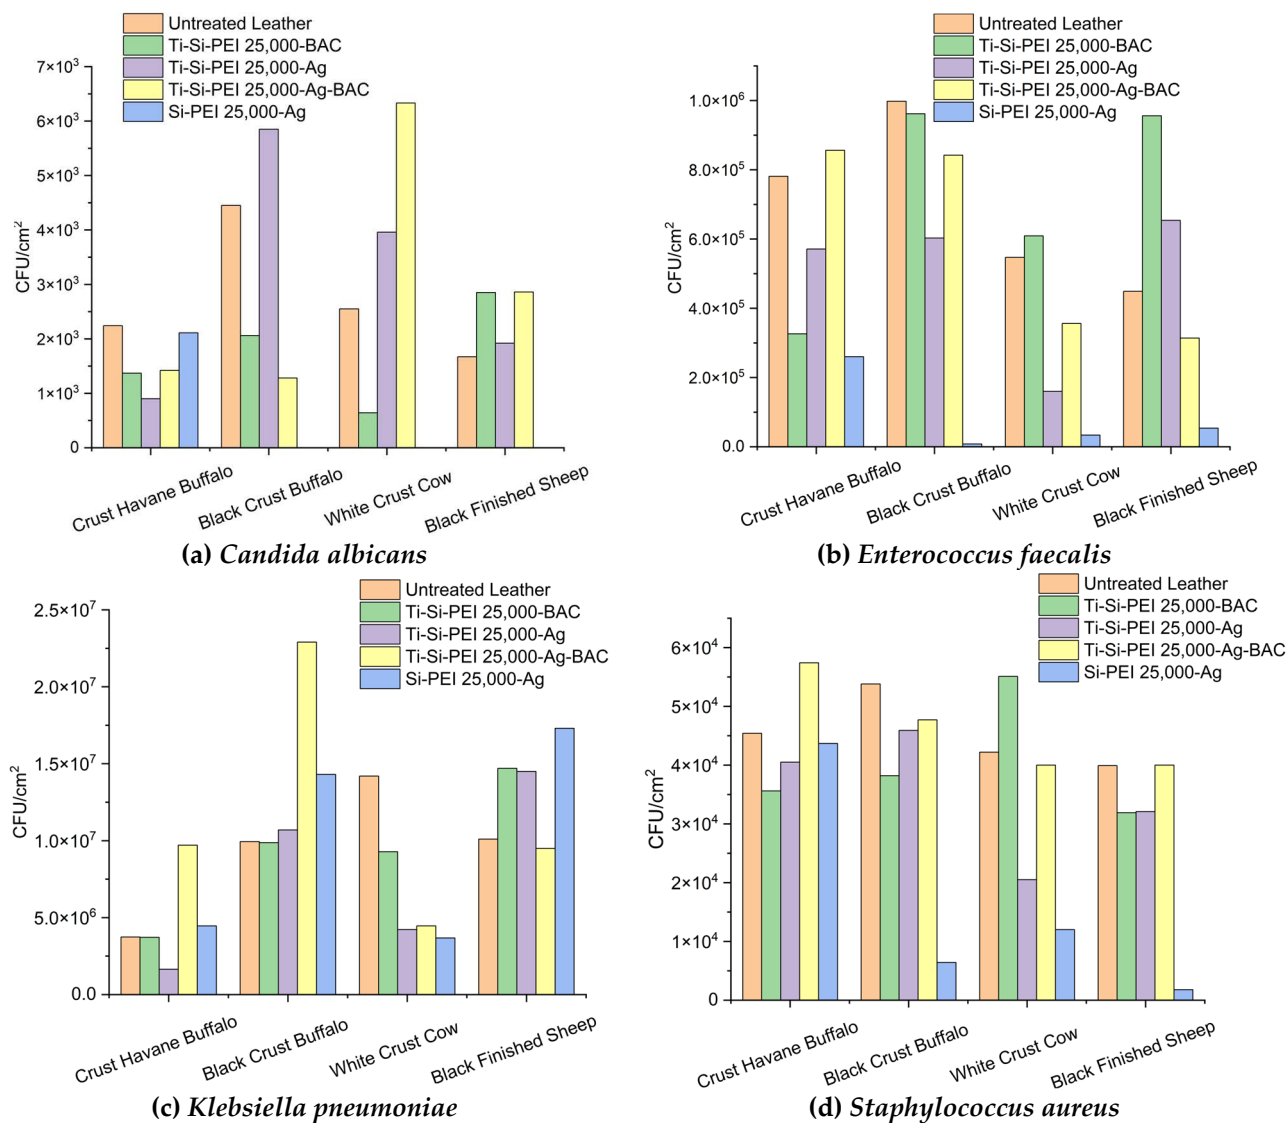 Untreated Leather
Ti-Si-PEI 25,000-BAC
Ti-Si-PEI 25,000-Ag
Ti-Si-PEI 25,000-Ag-BAC
Si-PEI 25,000-Ag
7×10³
6×10³
5×10³
4×10³
3×10³
2×10³
1×10³
0
CFU/cm²
Crust Havane Buffalo
Black Crust Buffalo
White Crust Cow
Black Finished Sheep
(a) Candida albicans
Untreated Leather
Ti-Si-PEI 25,000-BAC
Ti-Si-PEI 25,000-Ag
Ti-Si-PEI 25,000-Ag-BAC
Si-PEI 25,000-Ag
1.0×10⁶
8.0×10⁵
6.0×10⁵
4.0×10⁵
2.0×10⁵
0.0
CFU/cm²
Crust Havane Buffalo
Black Crust Buffalo
White Crust Cow
Black Finished Sheep
(b) Enterococcus faecalis
Untreated Leather
Ti-Si-PEI 25,000-BAC
Ti-Si-PEI 25,000-Ag
Ti-Si-PEI 25,000-Ag-BAC
Si-PEI 25,000-Ag
2.5×10⁷
2.0×10⁷
1.5×10⁷
1.0×10⁷
5.0×10⁶
0.0
CFU/cm²
Crust Havane Buffalo
Black Crust Buffalo
White Crust Cow
Black Finished Sheep
(c) Klebsiella pneumoniae
Untreated Leather
Ti-Si-PEI 25,000-BAC
Ti-Si-PEI 25,000-Ag
Ti-Si-PEI 25,000-Ag-BAC
Si-PEI 25,000-Ag
6×10⁴
5×10⁴
4×10⁴
3×10⁴
2×10⁴
1×10⁴
0
CFU/cm²
Crust Havane Buffalo
Black Crust Buffalo
White Crust Cow
Black Finished Sheep
(d) Staphylococcus aureus